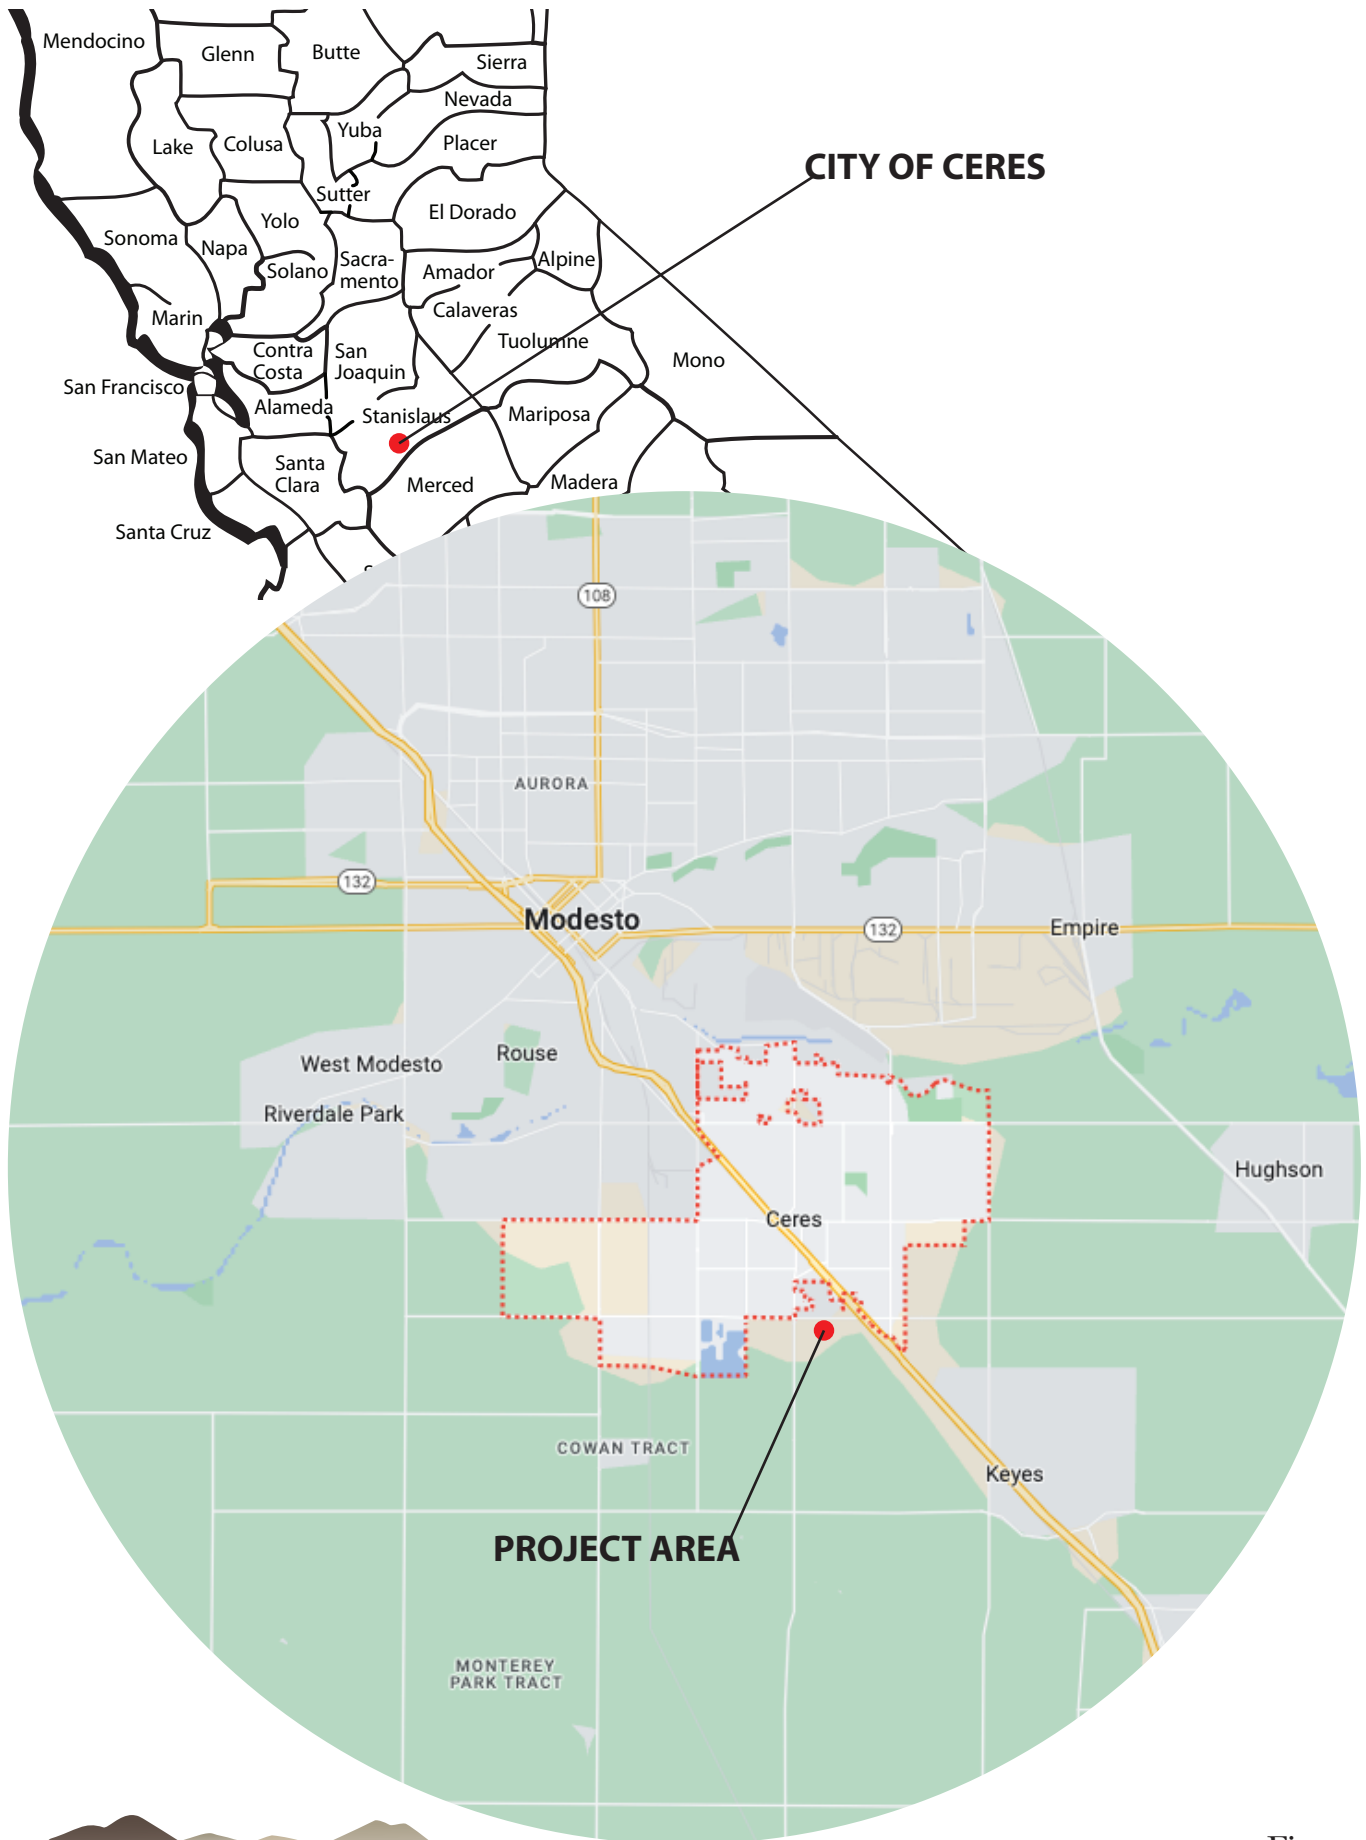 Mendocino
Glenn
Butte
Sierra
Nevada
Lake
Colusa
Yuba
Placer
CITY OF CERES
Sutter
El Dorado
Yolo
Sonoma
Napa
Solano
Sacra-
mento
Amador
Alpine
Marin
Calaveras
Tuolumne
Contra
Costa
San
Joaquin
Mono
San Francisco
Alameda
Stanislaus
Mariposa
San Mateo
Santa
Clara
Merced
Madera
Santa Cruz
108
AURORA
132
Modesto
132
Empire
West Modesto
Rouse
Riverdale Park
Hughson
Ceres
COWAN TRACT
Keyes
PROJECT AREA
MONTEREY
PARK TRACT